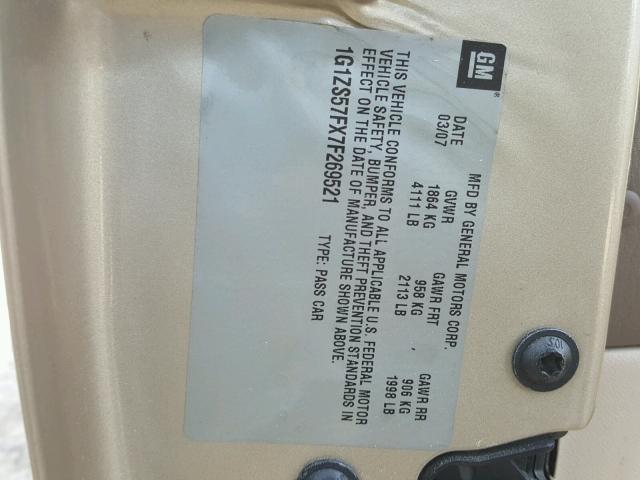 GM®
MFD BY GENERAL MOTORS CORP.
DATE GVWR GAWR FRT GAWR RR
03/07 1864 KG 958 KG 906 KG
4111 LB 2113 LB 1998 LB
THIS VEHICLE CONFORMS TO ALL APPLICABLE U.S. FEDERAL MOTOR
VEHICLE SAFETY, BUMPER, AND THEFT PREVENTION STANDARDS IN
EFFECT ON THE DATE OF MANUFACTURE SHOWN ABOVE.
1G1ZS57FX7F269521 TYPE: PASS CAR